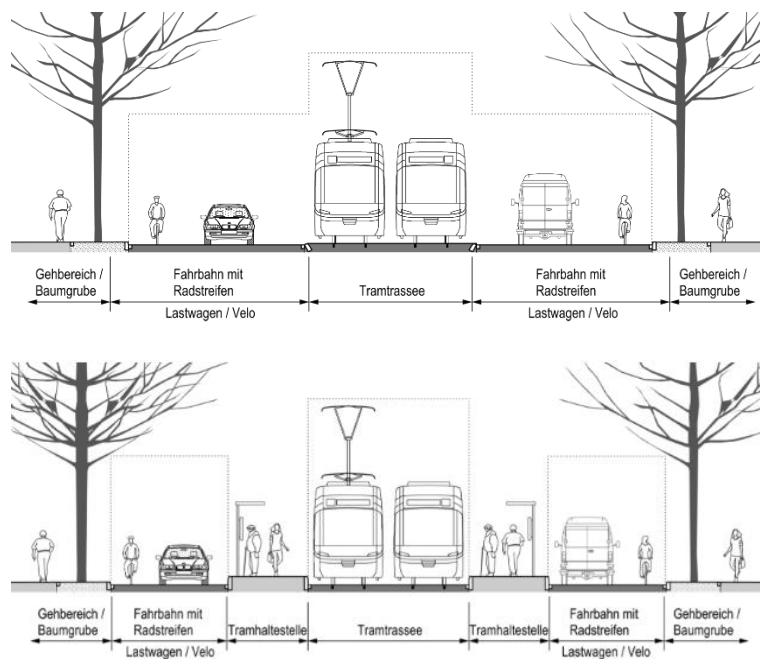 Gehbereich /
Baumgrube
Fahrbahn mit
Radstreifen
Lastwagen / Velo
Tramtrassee
Fahrbahn mit
Radstreifen
Lastwagen / Velo
Gehbereich /
Baumgrube
Gehbereich /
Baumgrube
Fahrbahn mit
Radstreifen
Lastwagen / Velo
Tramhaltestelle
Tramtrassee
Tramhaltestelle
Fahrbahn mit
Radstreifen
Lastwagen / Velo
Gehbereich /
Baumgrube